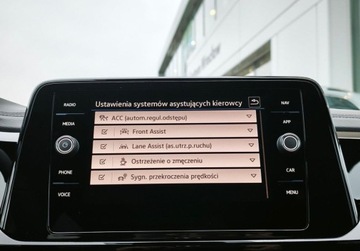 Ustawienia systemów asystujących kierowcy
RADIO
NAV
ACC (autom.regul.odstępu)
MEDIA
APP
Front Assist
Lane Assist (as.utrz.p.ruchu)
Ostrzeżenie o zmęczeniu
PHONE
CAR
Sygn. przekroczenia prędkości
VOICE
MENU